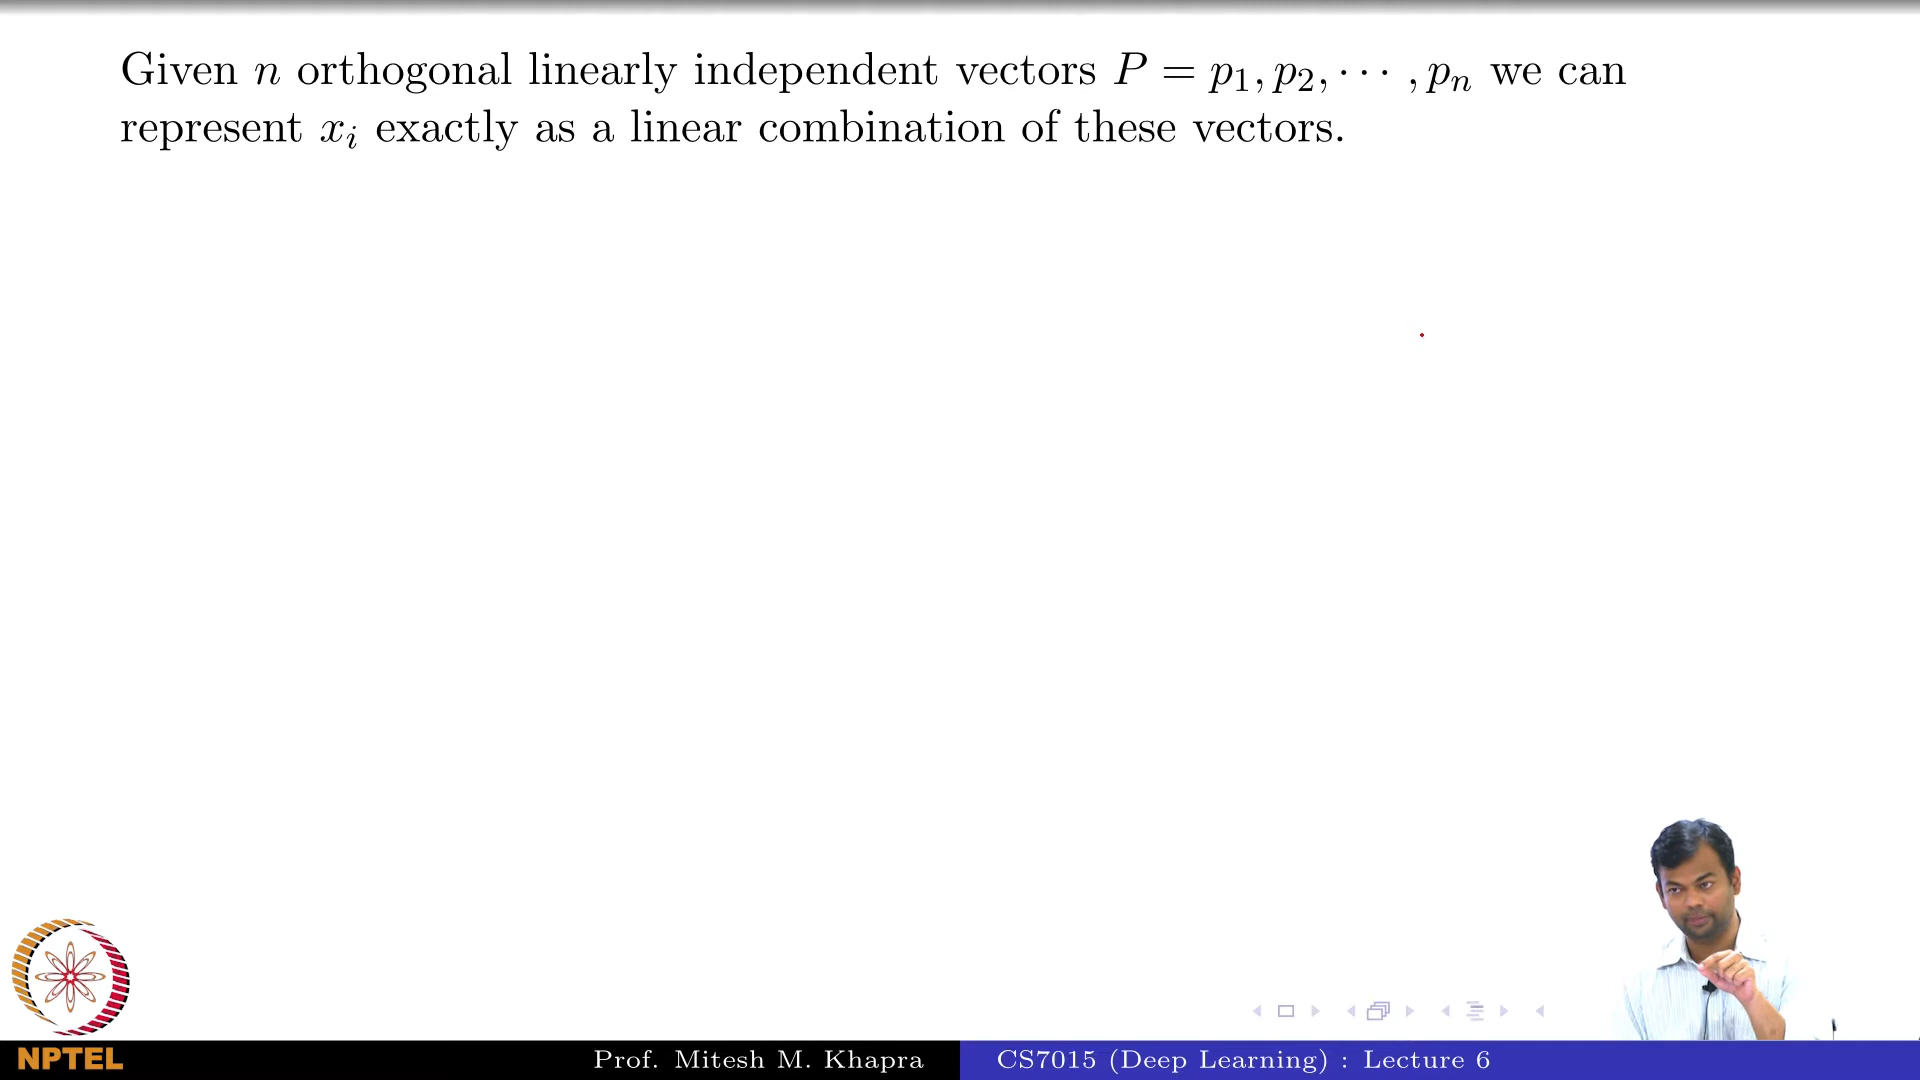 Given n orthogonal linearly independent vectors P = p₁, p₂, ⋯ , pₙ we can
represent xᵢ exactly as a linear combination of these vectors.
NPTEL
Prof. Mitesh M. Khapra
CS7015 (Deep Learning) : Lecture 6